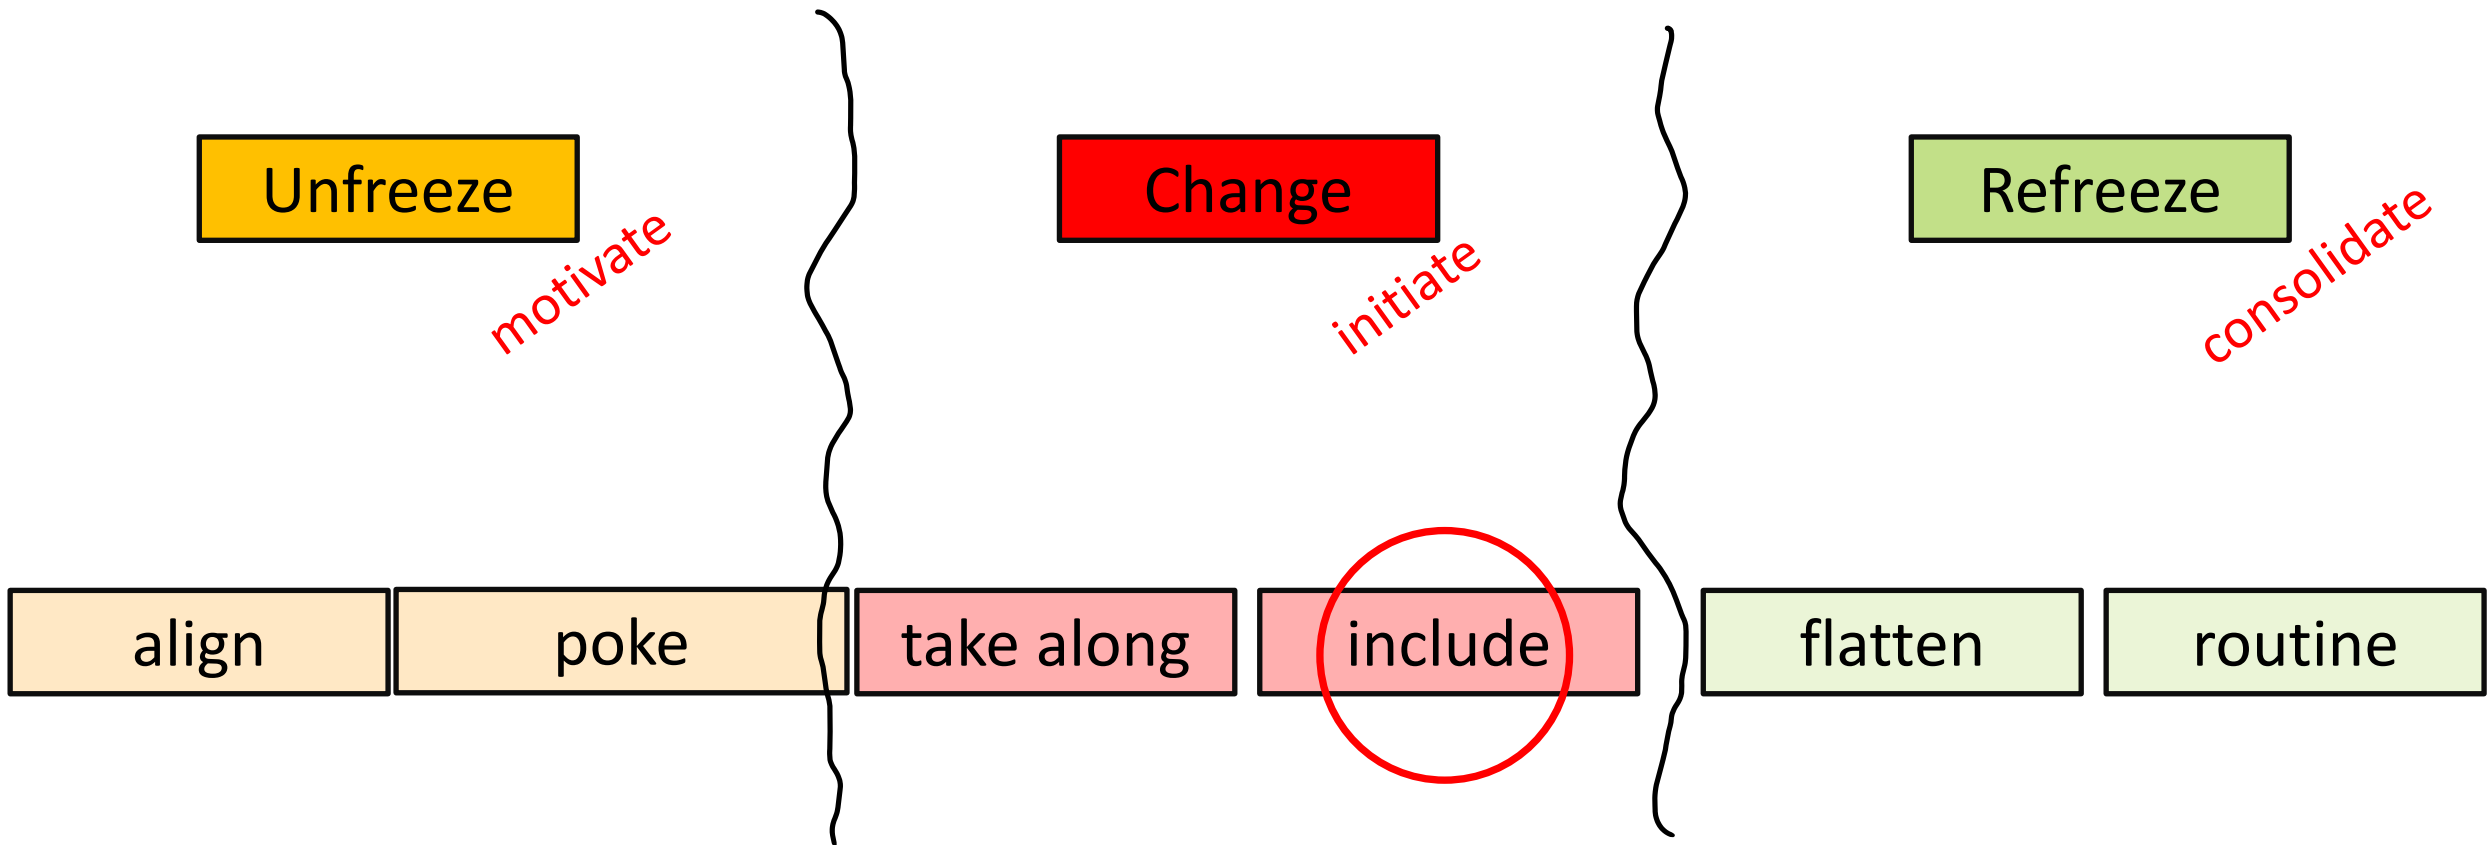 Unfreeze
Change
Refreeze
motivate
initiate
consolidate
align
poke
take along
include
flatten
routine